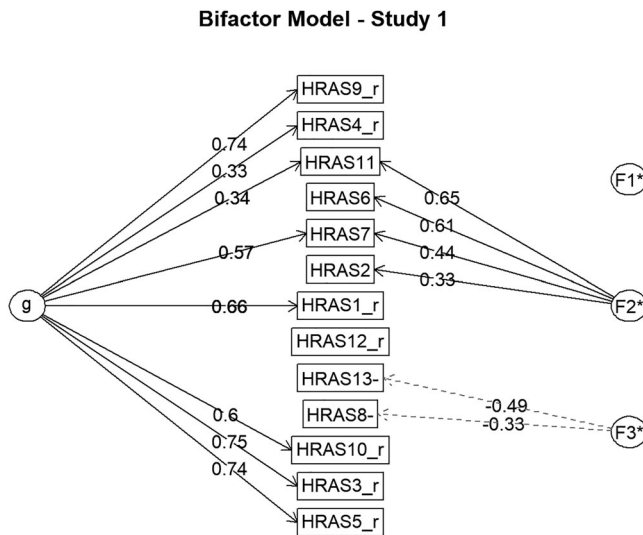 Bifactor Model - Study 1
HRAS9_r
HRAS4_r
HRAS11
HRAS6
HRAS7
HRAS2
HRAS1_r
HRAS12_r
HRAS13-
HRAS8-
HRAS10_r
HRAS3_r
HRAS5_r
g
0.74
0.33
0.34
0.57
0.66
0.6
0.75
0.74
F1*
F2*
F3*
0.65
0.61
0.44
0.33
-0.49
-0.33